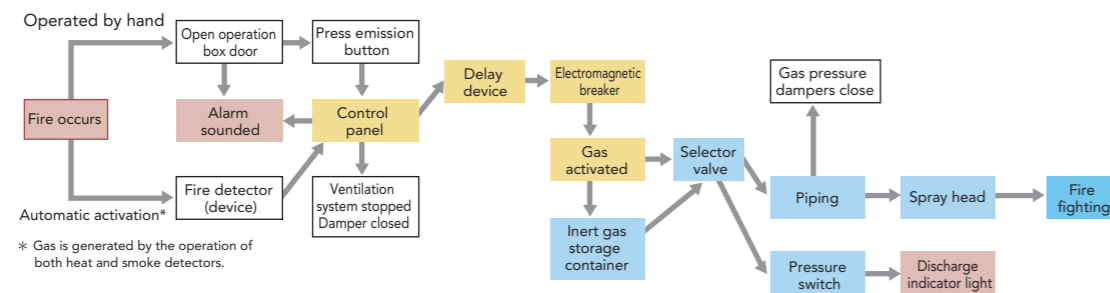 Operated by hand
Open operation
box door
Press emission
button
Fire occurs
Alarm
sounded
Control
panel
Delay
device
Electromagnetic
breaker
Gas pressure
dampers close
Gas
activated
Selector
valve
Fire detector
(device)
Ventilation
system stopped
Damper closed
Piping
Spray head
Fire
fighting
Automatic activation*
* Gas is generated by the operation of
both heat and smoke detectors.
Inert gas
storage
container
Pressure
switch
Discharge
indicator light